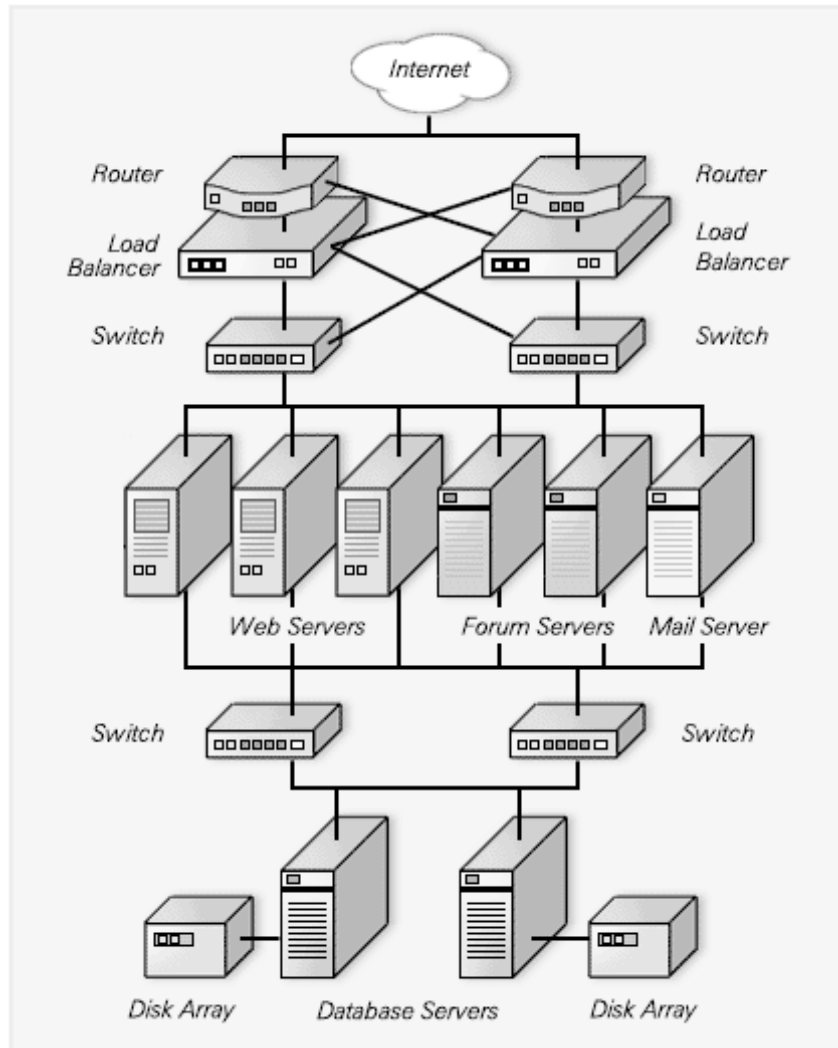 Internet
Router
Router
Load
Balancer
Load
Balancer
Switch
Switch
Web Servers
Forum Servers
Mail Server
Switch
Switch
Disk Array
Database Servers
Disk Array